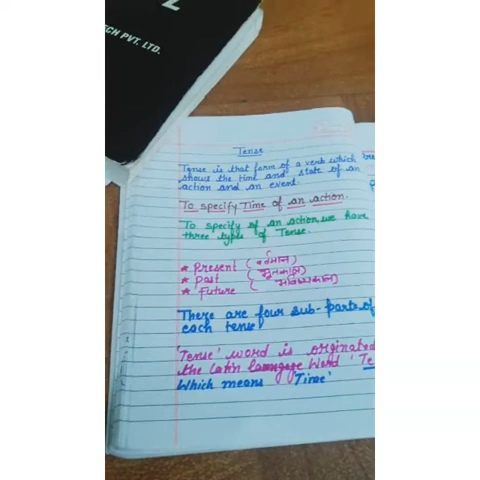 TECH PVT. LTD.
Tense
Tense is that form of a verb which
shows the time and state of an
action and an event.
To specify Time of an action.
To specify of an action, we have
three types of Tense.
* Present (वर्तमान)
* Past (भूतकाल)
* Future (भविष्यकाल)
There are four sub-parts of
each tense
'Tense' word is originated
the Latin language Word 'Te
Which means 'Time'